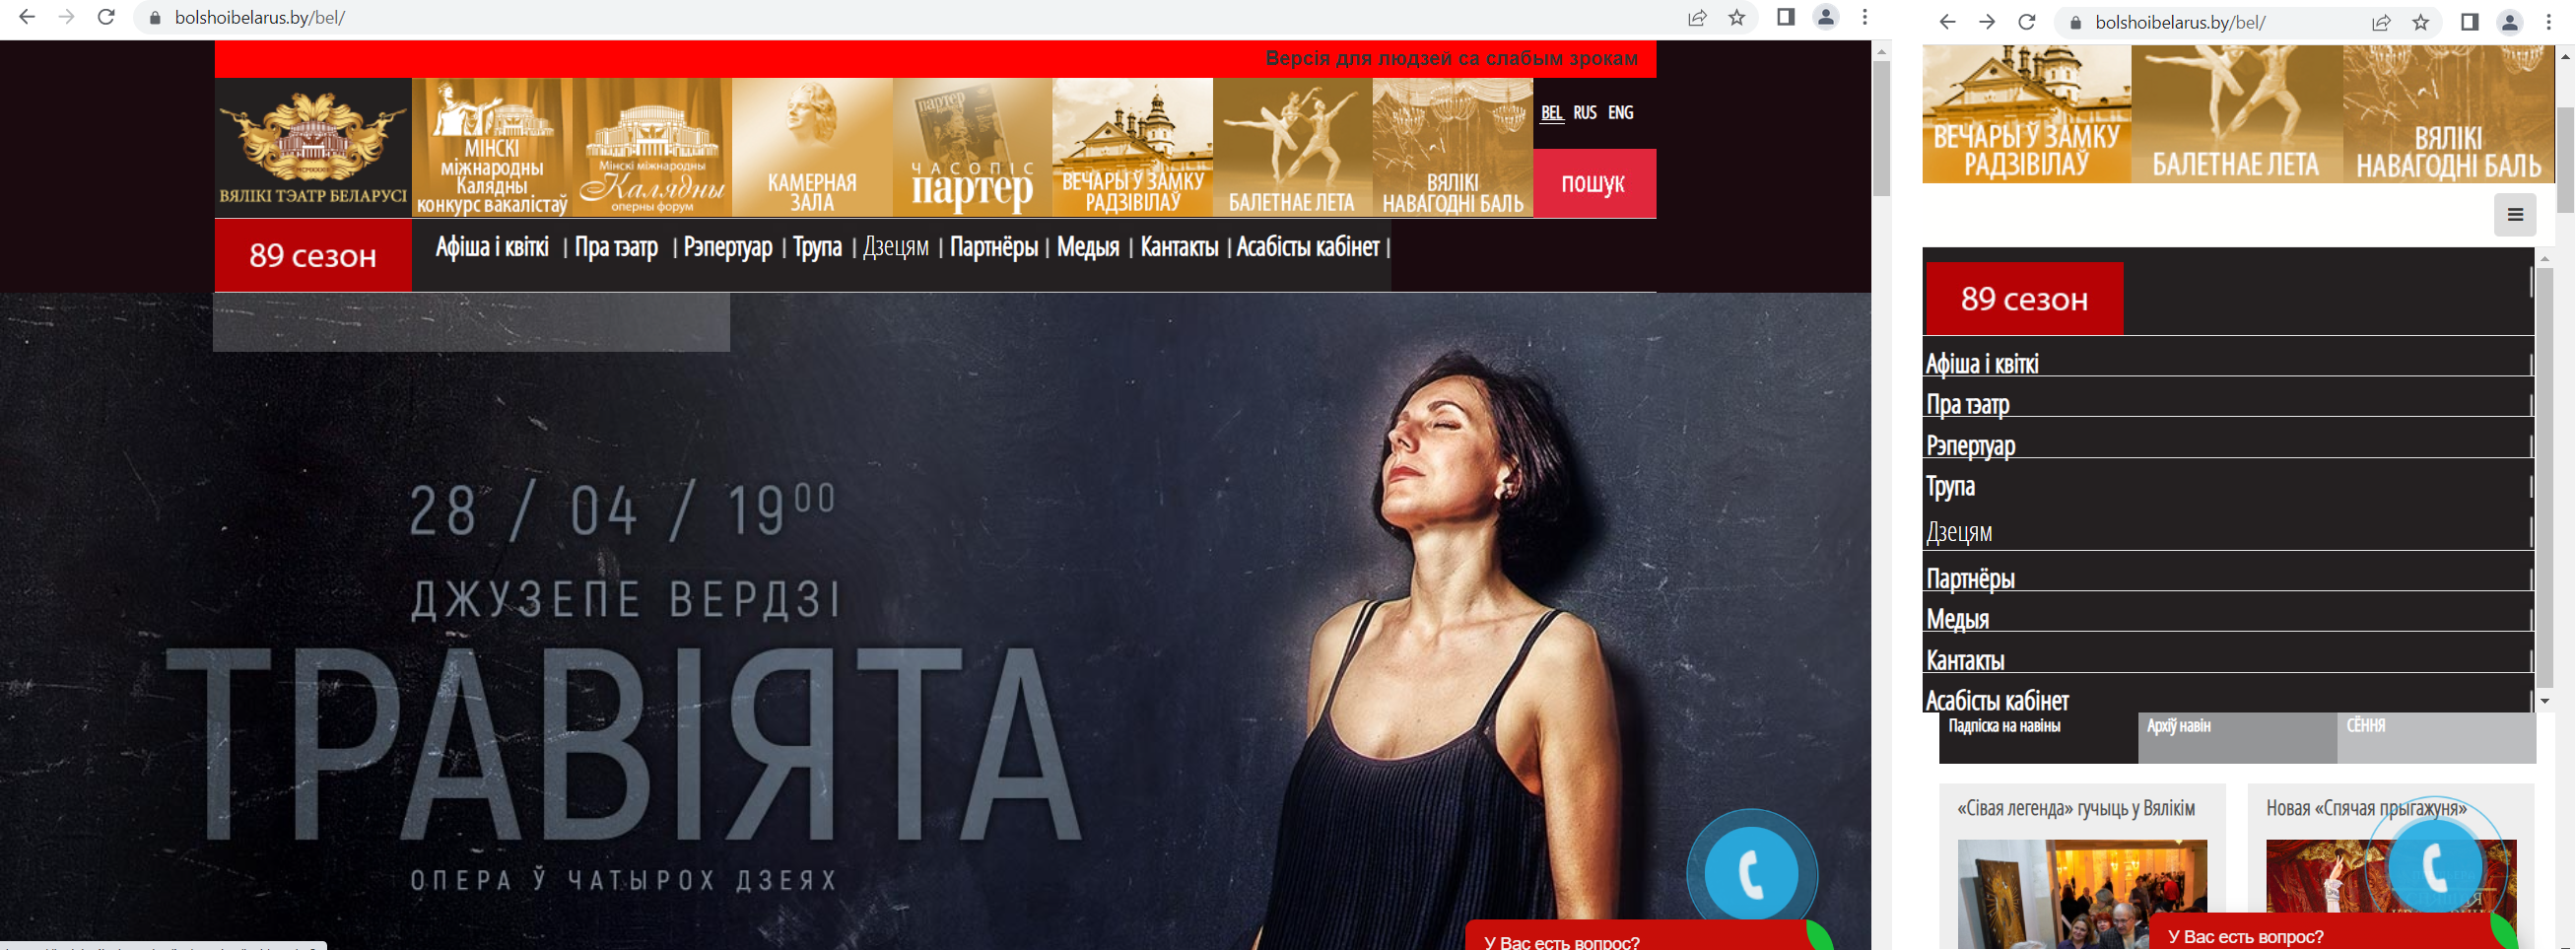 bolshoibelarus.by/bel/
Версія для людзей са слабым зрокам
ВЯЛІКІ ТЭАТР БЕЛАРУСІ
МІНСКІ
міжнародны
Калядны
конкурс вакалістаў
Мінскі міжнародны
Калядны
оперны форум
КАМЕРНАЯ
ЗАЛА
ЧАСОПІС
партер
ВЕЧАРЫ Ў ЗАМКУ
РАДЗІВІЛАЎ
БАЛЕТНАЕ ЛЕТА
ВЯЛІКІ
НАВАГОДНІ БАЛЬ
BEL RUS ENG
пошук
89 сезон
Афіша і квіткі | Пра тэатр | Рэпертуар | Трупа | Дзецям | Партнёры | Медыя | Кантакты | Асабісты кабінет |
28 / 04 / 19⁰⁰
ДЖУЗЕПЕ ВЕРДЗІ
ТРАВІЯТА
ОПЕРА Ў ЧАТЫРОХ ДЗЕЯХ
У Вас есть вопрос?
bolshoibelarus.by/bel/
ВЕЧАРЫ Ў ЗАМКУ
РАДЗІВІЛАЎ
БАЛЕТНАЕ ЛЕТА
ВЯЛІКІ
НАВАГОДНІ БАЛЬ
89 сезон
Афіша і квіткі
Пра тэатр
Рэпертуар
Трупа
Дзецям
Партнёры
Медыя
Кантакты
Асабісты кабінет
Падпіска на навіны
Архіў навін
СЁННЯ
«Сівая легенда» гучыць у Вялікім
Новая «Спячая прыгажуня»
У Вас есть вопрос?